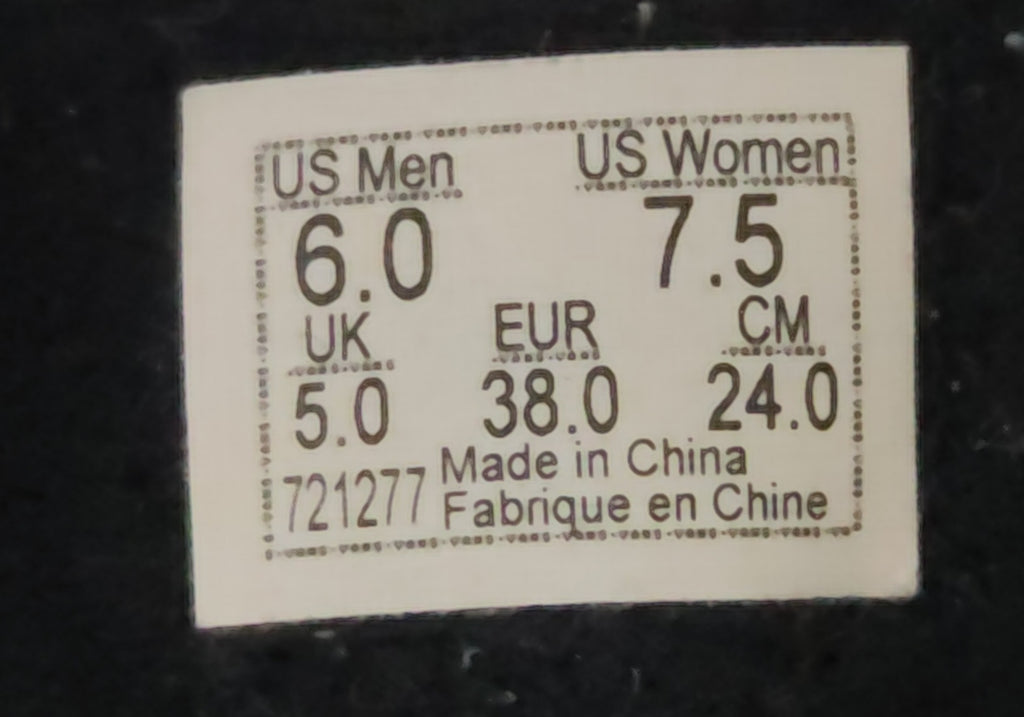 US Men US Women
6.0 7.5
UK EUR CM
5.0 38.0 24.0
721277 Made in China
Fabrique en Chine